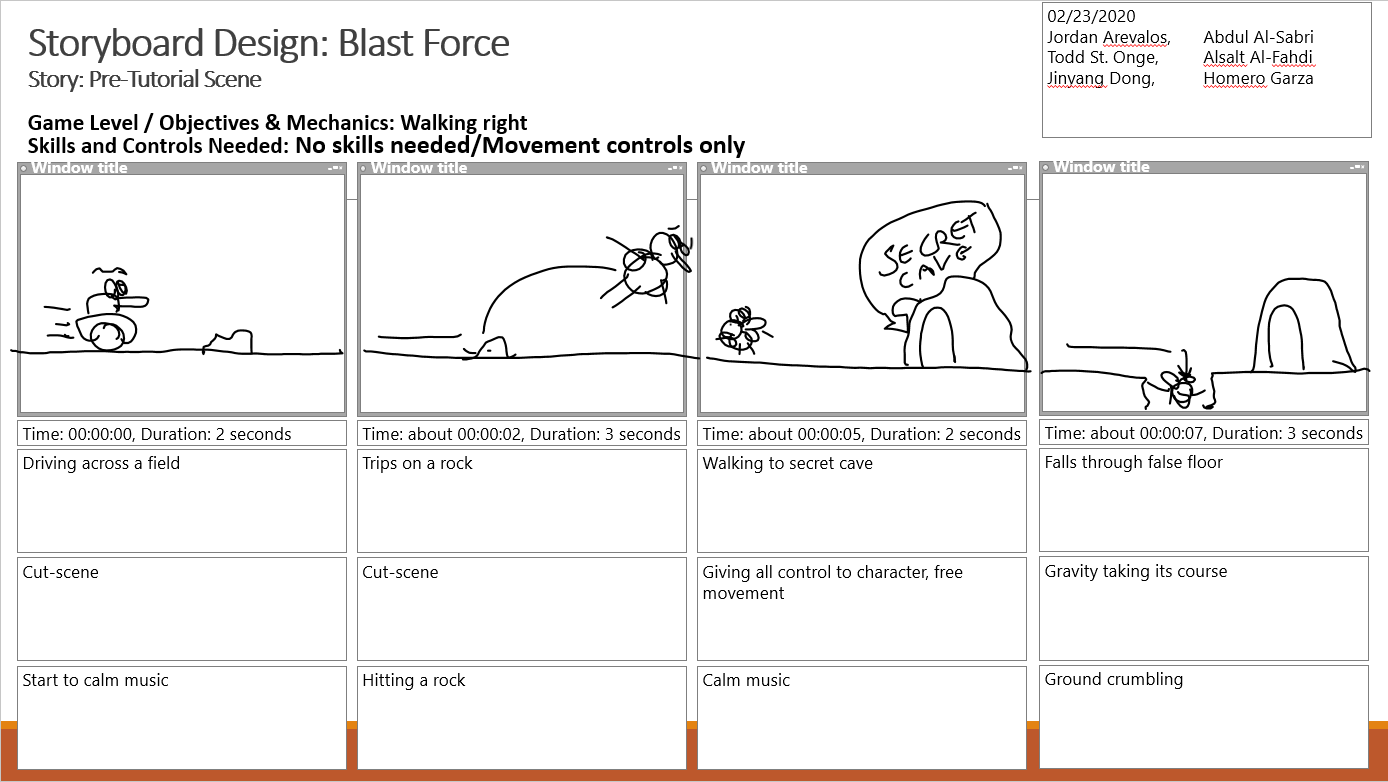 Storyboard Design: Blast Force
Story: Pre-Tutorial Scene
02/23/2020
Jordan Arevalos, Abdul Al-Sabri
Todd St. Onge, Alsalt Al-Fahdi
Jinyang Dong, Homero Garza
Game Level / Objectives & Mechanics: Walking right
Skills and Controls Needed: No skills needed/Movement controls only
Window title
Window title
Window title
Window title
SECRET
CAVE
Time: 00:00:00, Duration: 2 seconds
Time: about 00:00:02, Duration: 3 seconds
Time: about 00:00:05, Duration: 2 seconds
Time: about 00:00:07, Duration: 3 seconds
Driving across a field
Trips on a rock
Walking to secret cave
Falls through false floor
Cut-scene
Cut-scene
Giving all control to character, free
movement
Gravity taking its course
Start to calm music
Hitting a rock
Calm music
Ground crumbling